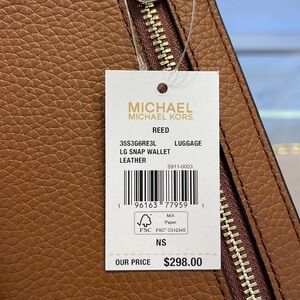 MICHAEL
MICHAEL KORS
REED
35S3G6RE3L LUGGAGE
LG SNAP WALLET
LEATHER
S911-0003
1 96163 77959 1
FSC
MIX
Paper
FSC® C012345
NS
OUR PRICE $298.00